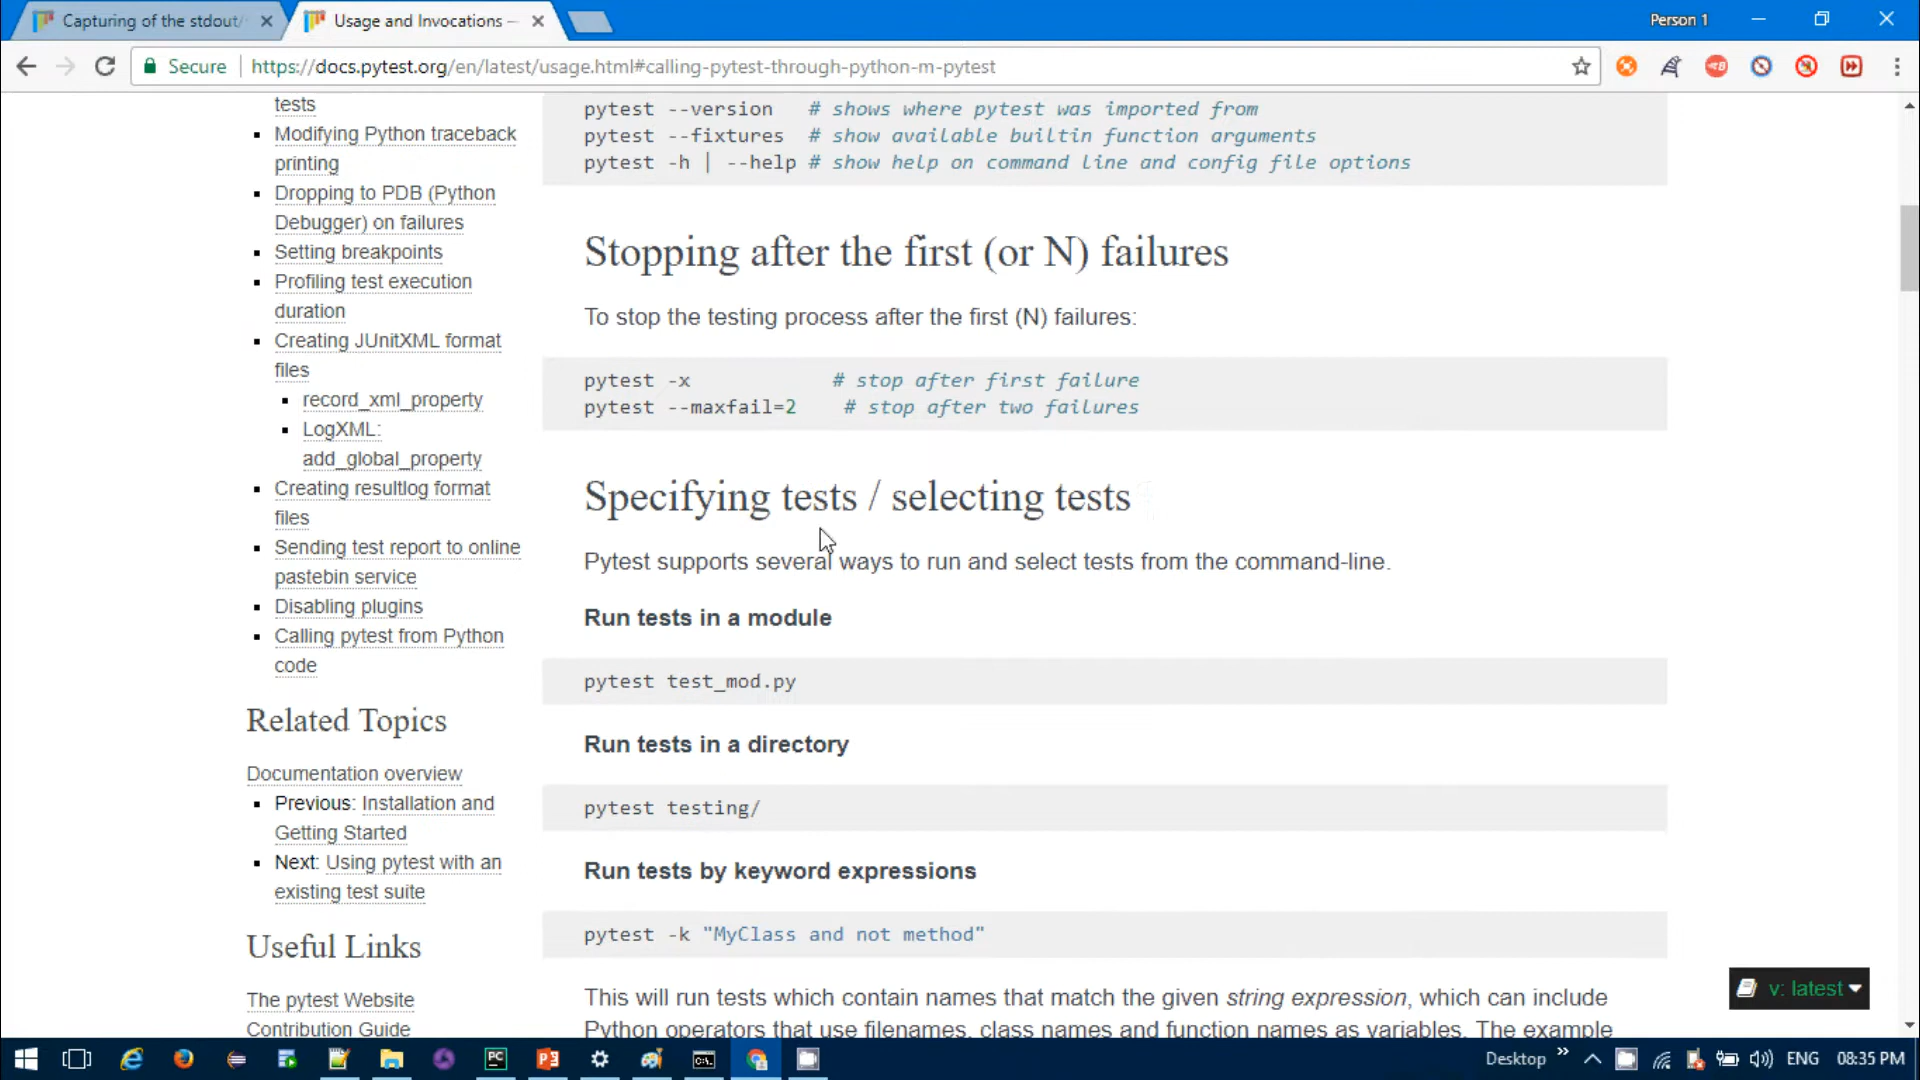 Capturing of the stdout/
Usage and Invocations —
Person 1
Secure
https://docs.pytest.org/en/latest/usage.html#calling-pytest-through-python-m-pytest
tests
Modifying Python traceback
printing
Dropping to PDB (Python
Debugger) on failures
Setting breakpoints
Profiling test execution
duration
Creating JUnitXML format
files
record_xml_property
LogXML:
add_global_property
Creating resultlog format
files
Sending test report to online
pastebin service
Disabling plugins
Calling pytest from Python
code
Related Topics
Documentation overview
Previous: Installation and
Getting Started
Next: Using pytest with an
existing test suite
Useful Links
The pytest Website
Contribution Guide
pytest --version # shows where pytest was imported from
pytest --fixtures # show available builtin function arguments
pytest -h | --help # show help on command line and config file options
Stopping after the first (or N) failures
To stop the testing process after the first (N) failures:
pytest -x # stop after first failure
pytest --maxfail=2 # stop after two failures
Specifying tests / selecting tests
Pytest supports several ways to run and select tests from the command-line.
Run tests in a module
pytest test_mod.py
Run tests in a directory
pytest testing/
Run tests by keyword expressions
pytest -k "MyClass and not method"
This will run tests which contain names that match the given string expression, which can include
Python operators that use filenames, class names and function names as variables. The example
v: latest
Desktop
ENG
08:35 PM